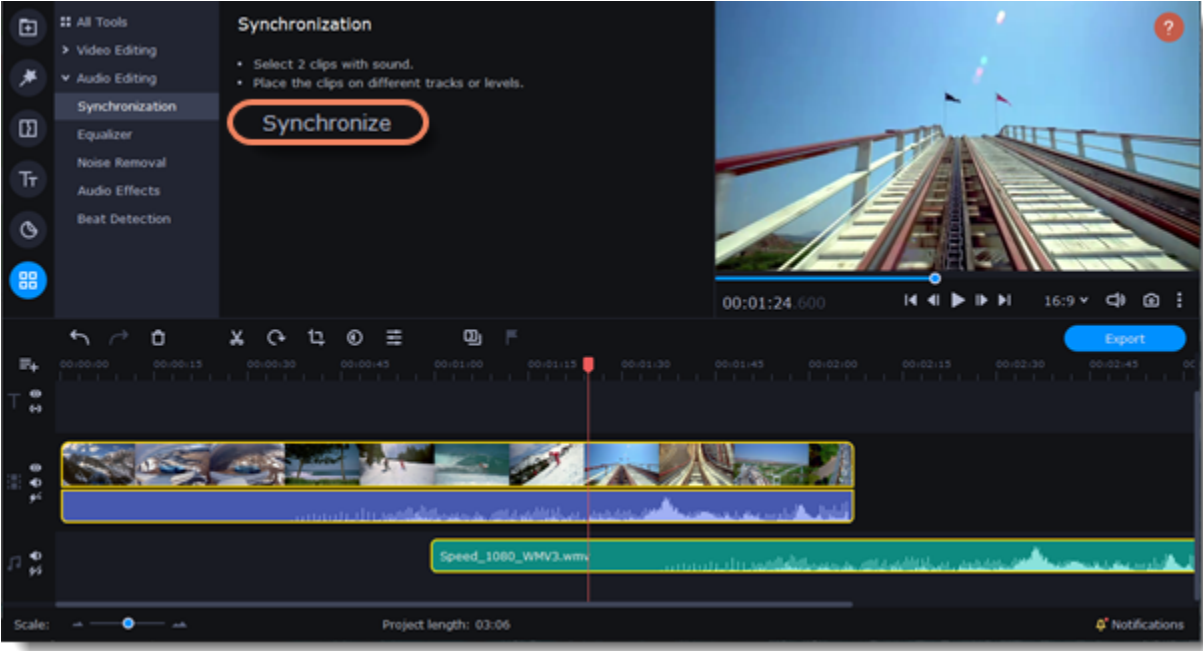 All Tools
Video Editing
Audio Editing
Synchronization
Equalizer
Noise Removal
Audio Effects
Beat Detection
Synchronization
• Select 2 clips with sound.
• Place the clips on different tracks or levels.
Synchronize
?
00:01:24.600
16:9
Export
00:00:00 00:00:15 00:00:30 00:00:45 00:01:00 00:01:15 00:01:30 00:01:45 00:02:00 00:02:15 00:02:30 00:02:45
Speed_1080_WMV3.wmv
Scale:
Project length: 03:06
Notifications